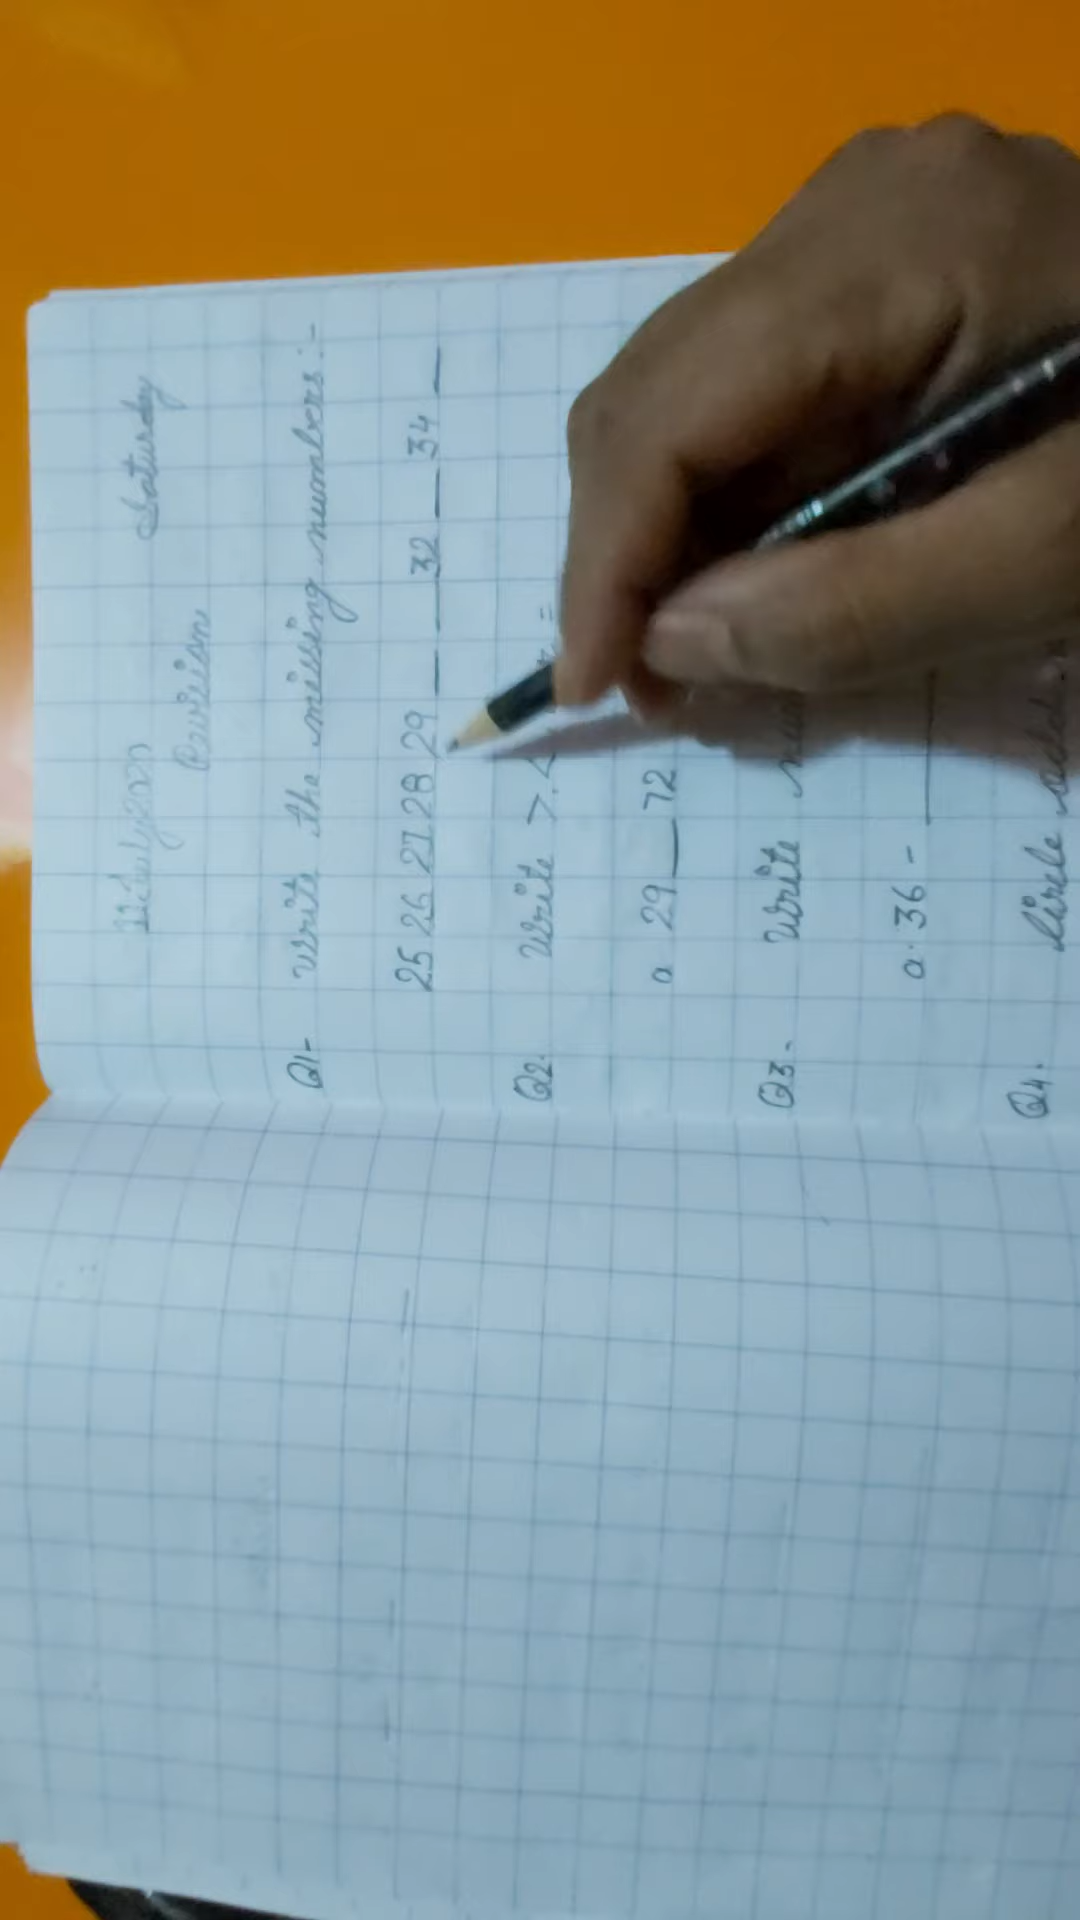 Saturday
Revision
Q1- Write the missing numbers:-
25 26 27 28 29 __ __ 32 __ 34 __
Q2. Write >.< =
a 29 __ 72
Q3. Write
a. 36 - ____
Q4. Circle